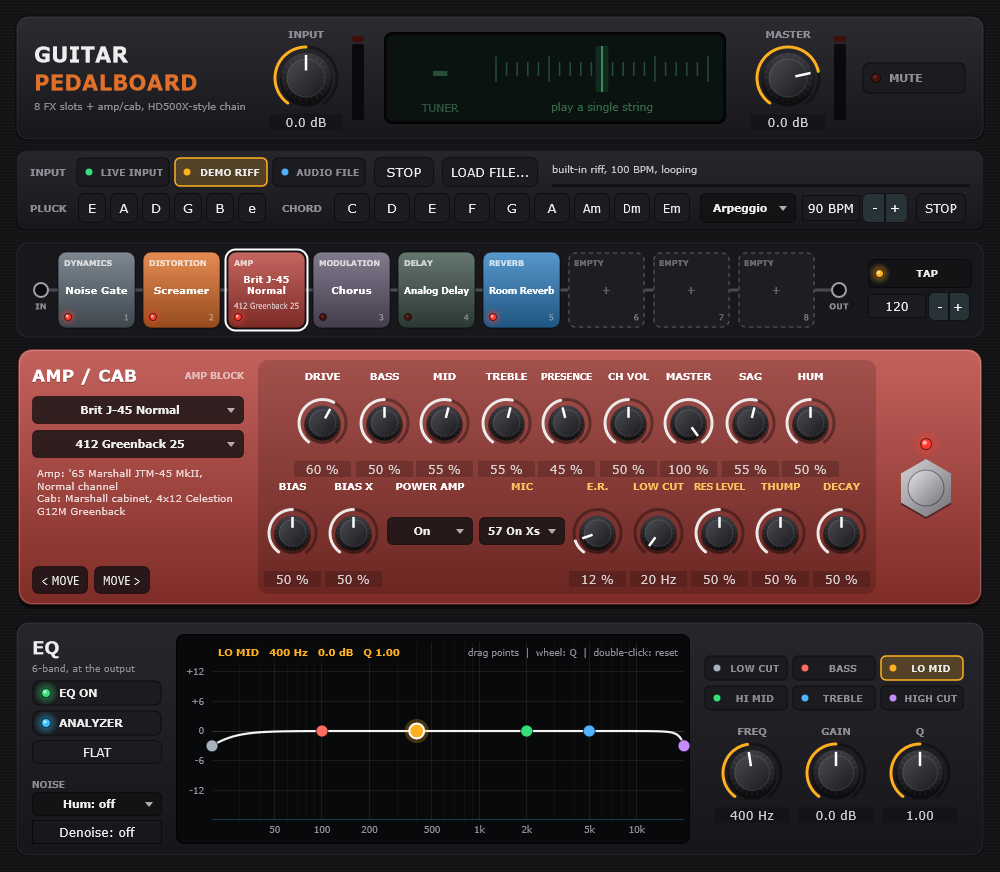 GUITAR
PEDALBOARD
8 FX slots + amp/cab, HD500X-style chain
INPUT
0.0 dB
TUNER
play a single string
MASTER
0.0 dB
MUTE
INPUT LIVE INPUT DEMO RIFF AUDIO FILE STOP LOAD FILE... built-in riff, 100 BPM, looping
PLUCK E A D G B e CHORD C D E F G A Am Dm Em Arpeggio 90 BPM - + STOP
IN
DYNAMICS
Noise Gate
1
DISTORTION
Screamer
2
AMP
Brit J-45
Normal
412 Greenback 25
MODULATION
Chorus
3
DELAY
Analog Delay
4
REVERB
Room Reverb
5
EMPTY
+
6
EMPTY
+
7
EMPTY
+
8
OUT
TAP
120 - +
AMP / CAB AMP BLOCK
Brit J-45 Normal
412 Greenback 25
Amp: '65 Marshall JTM-45 MkII,
Normal channel
Cab: Marshall cabinet, 4x12 Celestion
G12M Greenback
< MOVE MOVE >
DRIVE BASS MID TREBLE PRESENCE CH VOL MASTER SAG HUM
60 % 50 % 55 % 55 % 45 % 50 % 100 % 55 % 50 %
BIAS BIAS X POWER AMP MIC E.R. LOW CUT RES LEVEL THUMP DECAY
On 57 On Xs
50 % 50 % 12 % 20 Hz 50 % 50 % 50 %
EQ
6-band, at the output
EQ ON
ANALYZER
FLAT
NOISE
Hum: off
Denoise: off
LO MID 400 Hz 0.0 dB Q 1.00 drag points | wheel: Q | double-click: reset
+12
+6
0
-6
-12
50 100 200 500 1k 2k 5k 10k
LOW CUT BASS LO MID
HI MID TREBLE HIGH CUT
FREQ GAIN Q
400 Hz 0.0 dB 1.00